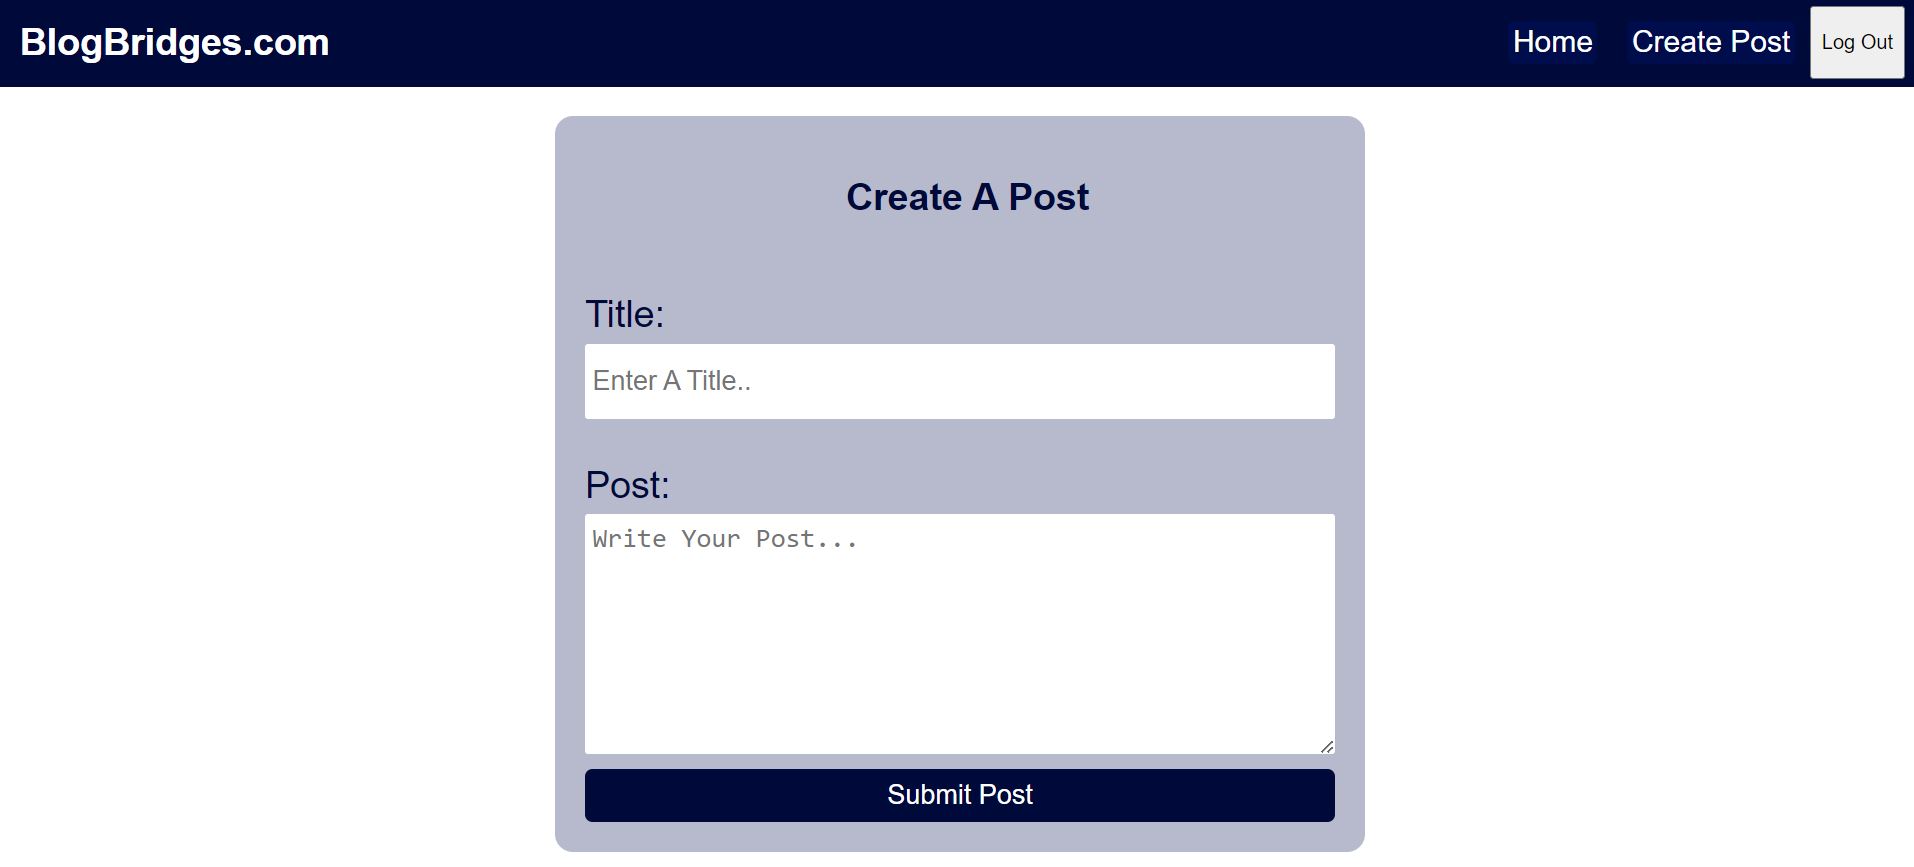 BlogBridges.com
Home
Create Post
Log Out
Create A Post
Title:
Enter A Title..
Post:
Write Your Post...
Submit Post